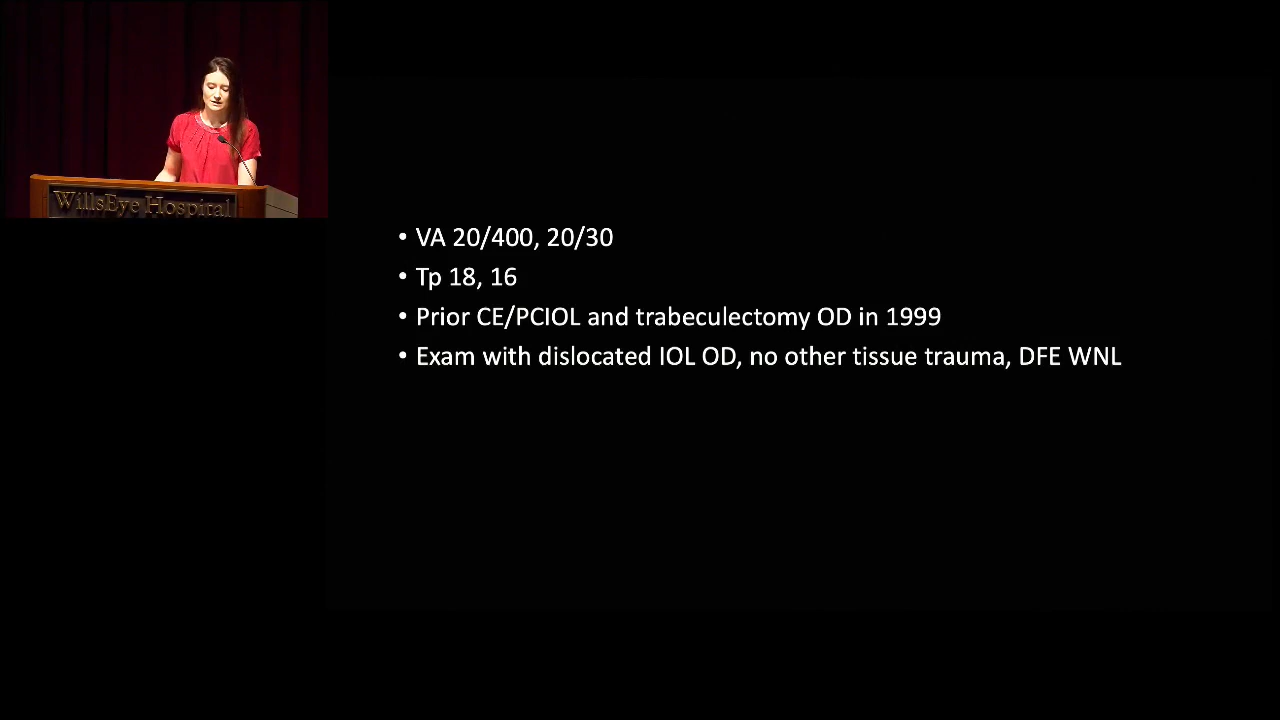 WillsEye Hospital
• VA 20/400, 20/30
• Tp 18, 16
• Prior CE/PCIOL and trabeculectomy OD in 1999
• Exam with dislocated IOL OD, no other tissue trauma, DFE WNL